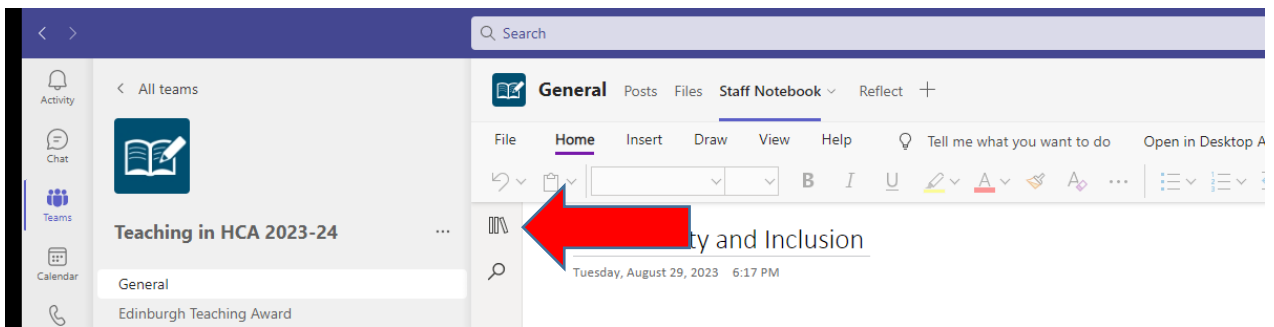 Search
Activity
Chat
Teams
Calendar
All teams
Teaching in HCA 2023-24
General
Edinburgh Teaching Award
General Posts Files Staff Notebook Reflect
File Home Insert Draw View Help Tell me what you want to do Open in Desktop A
B I U A A
ty and Inclusion
Tuesday, August 29, 2023 6:17 PM